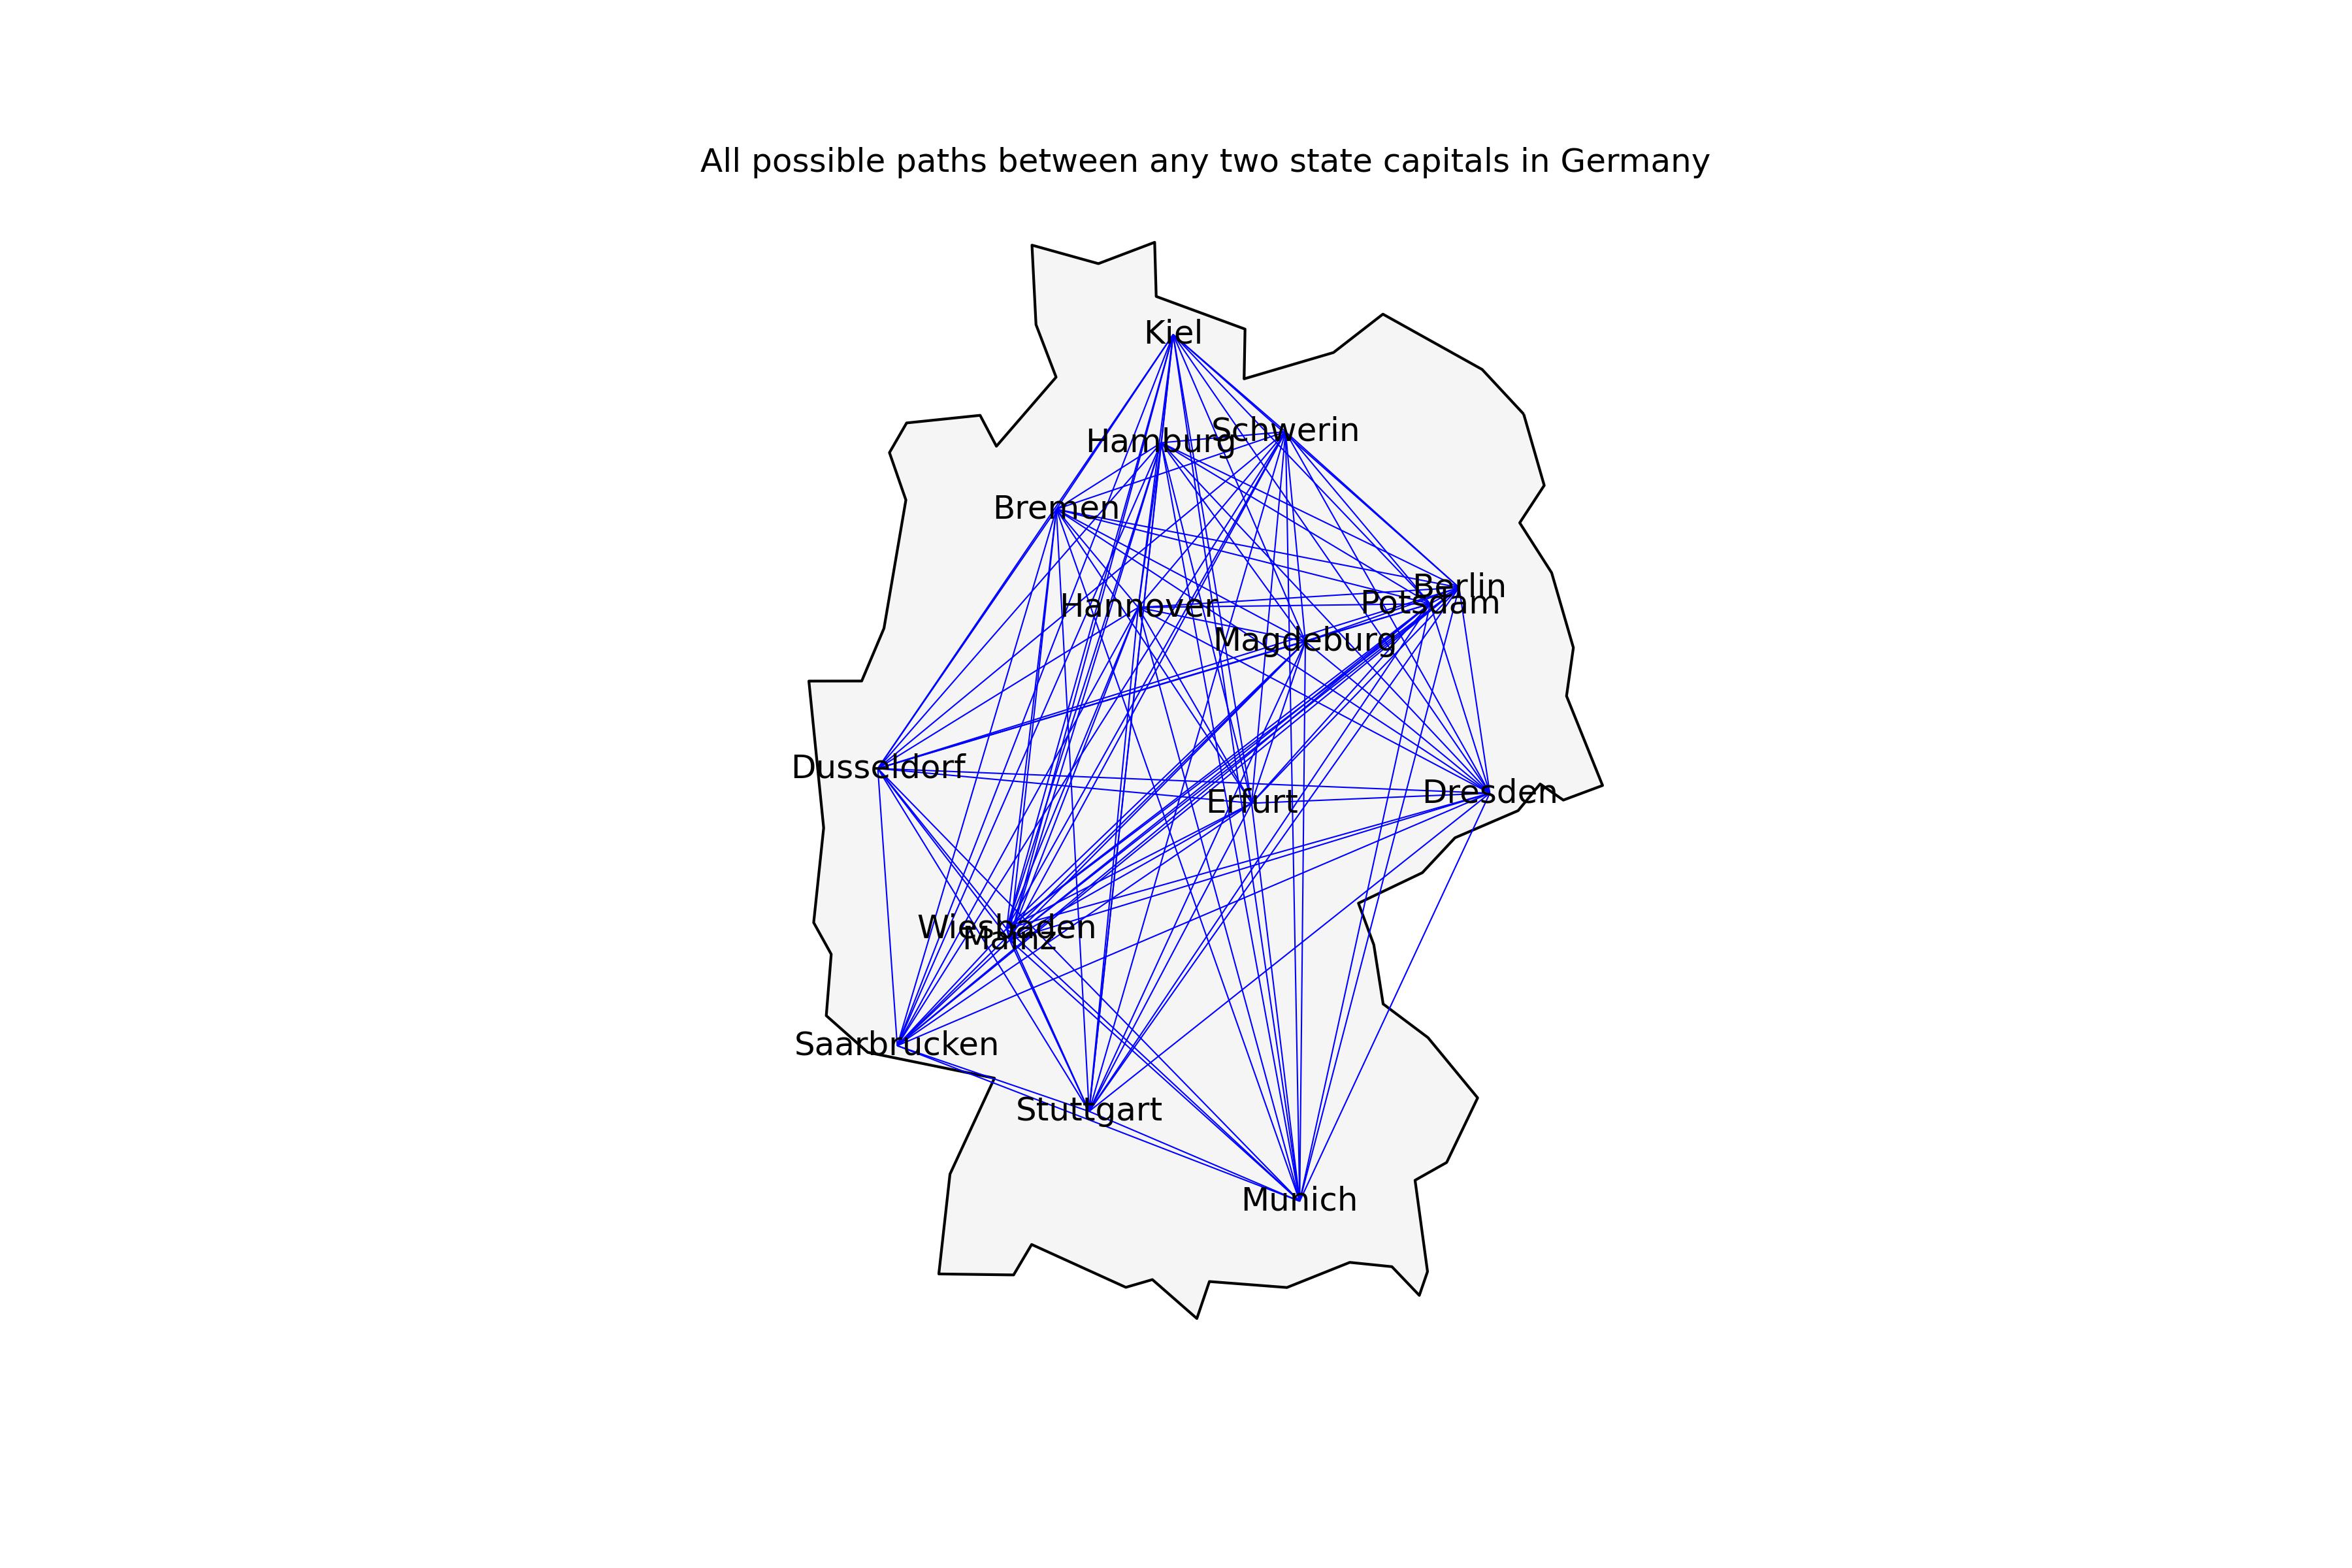 All possible paths between any two state capitals in Germany
Kiel
Schwerin
Hamburg
Bremen
Berlin
Potsdam
Hannover
Magdeburg
Dusseldorf
Dresden
Erfurt
Wiesbaden
Mainz
Saarbrucken
Stuttgart
Munich